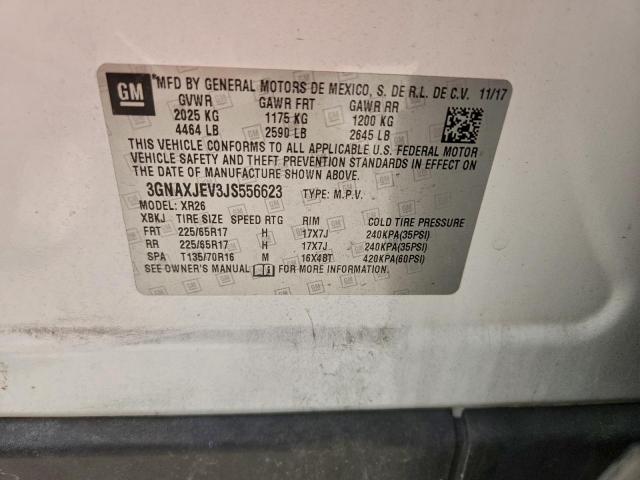 GM
MFD BY GENERAL MOTORS DE MEXICO, S. DE R.L. DE C.V. 11/17
GVWR GAWR FRT GAWR RR
2025 KG 1175 KG 1200 KG
4464 LB 2590 LB 2645 LB
THIS VEHICLE CONFORMS TO ALL APPLICABLE U.S. FEDERAL MOTOR
VEHICLE SAFETY AND THEFT PREVENTION STANDARDS IN EFFECT ON
THE DATE OF MANUFACTURE SHOWN ABOVE.
3GNAXJEV3JS556623 TYPE: M.P.V.
MODEL: XR26
XBKJ TIRE SIZE SPEED RTG RIM COLD TIRE PRESSURE
FRT 225/65R17 H 17X7J 240KPA(35PSI)
RR 225/65R17 H 17X7J 240KPA(35PSI)
SPA T135/70R16 M 16X4BT 420KPA(60PSI)
SEE OWNER'S MANUAL FOR MORE INFORMATION.